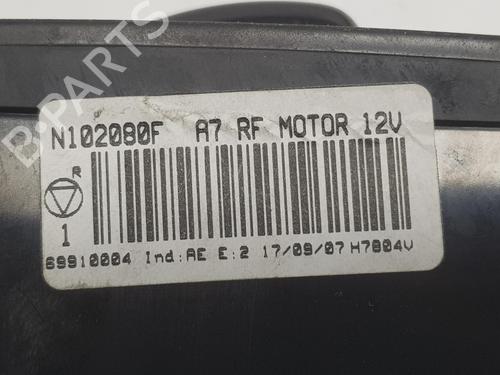 B-PARTS
N102080F A7 RF MOTOR 12V
R
1
69910004 Ind:AE E:2 17/09/07 H7804V